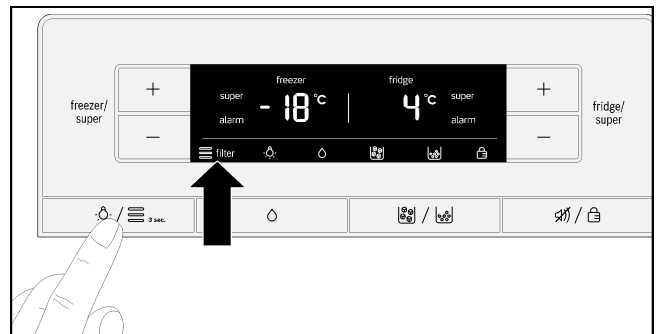 freezer/
super
+
−
freezer
super
alarm
- 18 °C
fridge
4 °C
super
alarm
filter
+
−
fridge/
super
/ 3 sec.
/
/